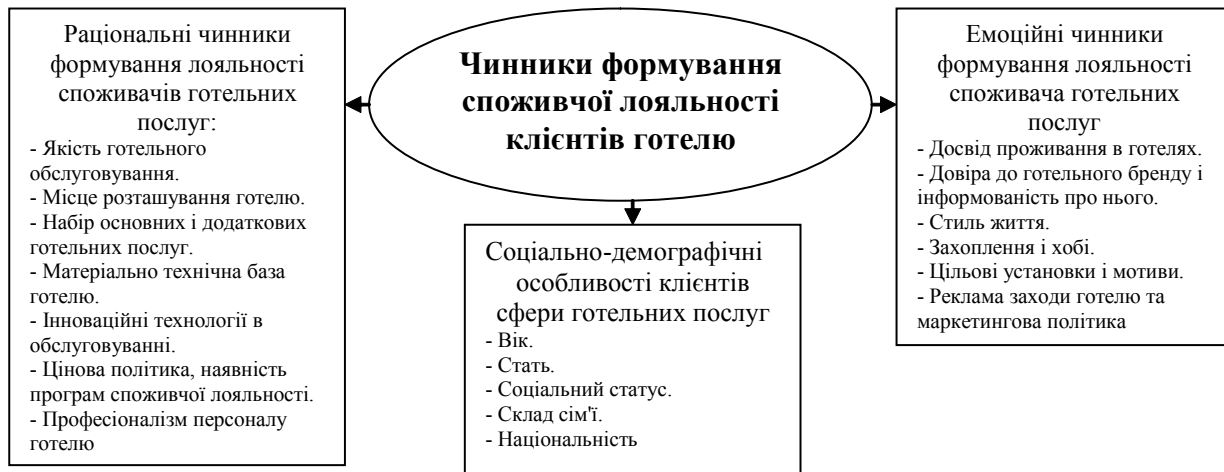 Раціональні чинники
формування лояльності
споживачів готельних
послуг:
- Якість готельного
обслуговування.
- Місце розташування готелю.
- Набір основних і додаткових
готельних послуг.
- Матеріально технічна база
готелю.
- Інноваційні технології в
обслуговуванні.
- Цінова політика, наявність
програм споживчої лояльності.
- Професіоналізм персоналу
готелю
Чинники формування
споживчої лояльності
клієнтів готелю
Соціально-демографічні
особливості клієнтів
сфери готельних послуг
- Вік.
- Стать.
- Соціальний статус.
- Склад сім'ї.
- Національність
Емоційні чинники
формування лояльності
споживача готельних
послуг
- Досвід проживання в готелях.
- Довіра до готельного бренду і
інформованість про нього.
- Стиль життя.
- Захоплення і хобі.
- Цільові установки і мотиви.
- Реклама заходи готелю та
маркетингова політика